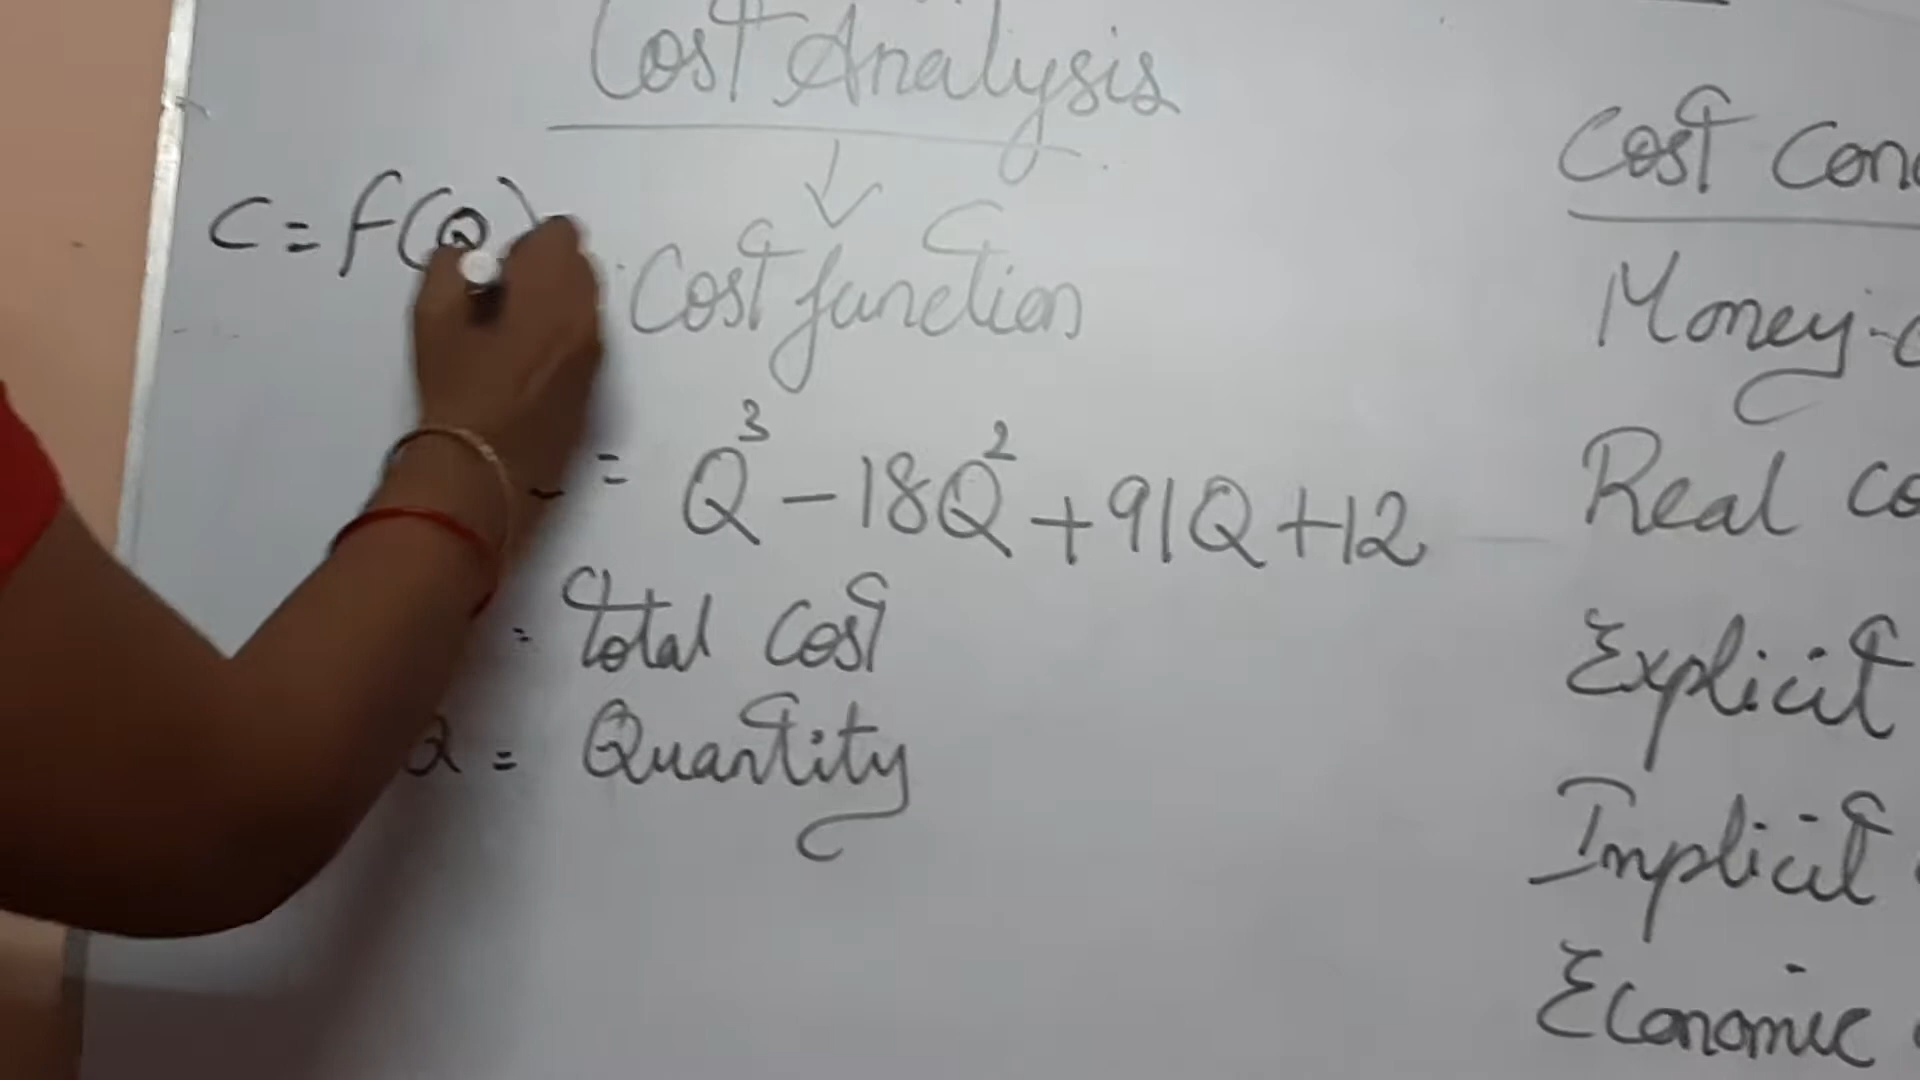 Cost Analysis
C = f(Q)
Cost function
= Q³ - 18Q² + 91Q + 12
= Total Cost
Q = Quantity
Cost Con
Money-C
Real Co
Explicit
Implicit
Economic